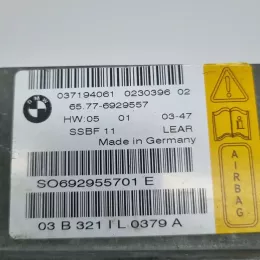 BMW
037194061 0230396 02
65.77-6929557
HW:05 01 03-47
SSBF 11 LEAR
Made in Germany
AIRBAG
SO692955701 E
03 B 321 I L 0379 A